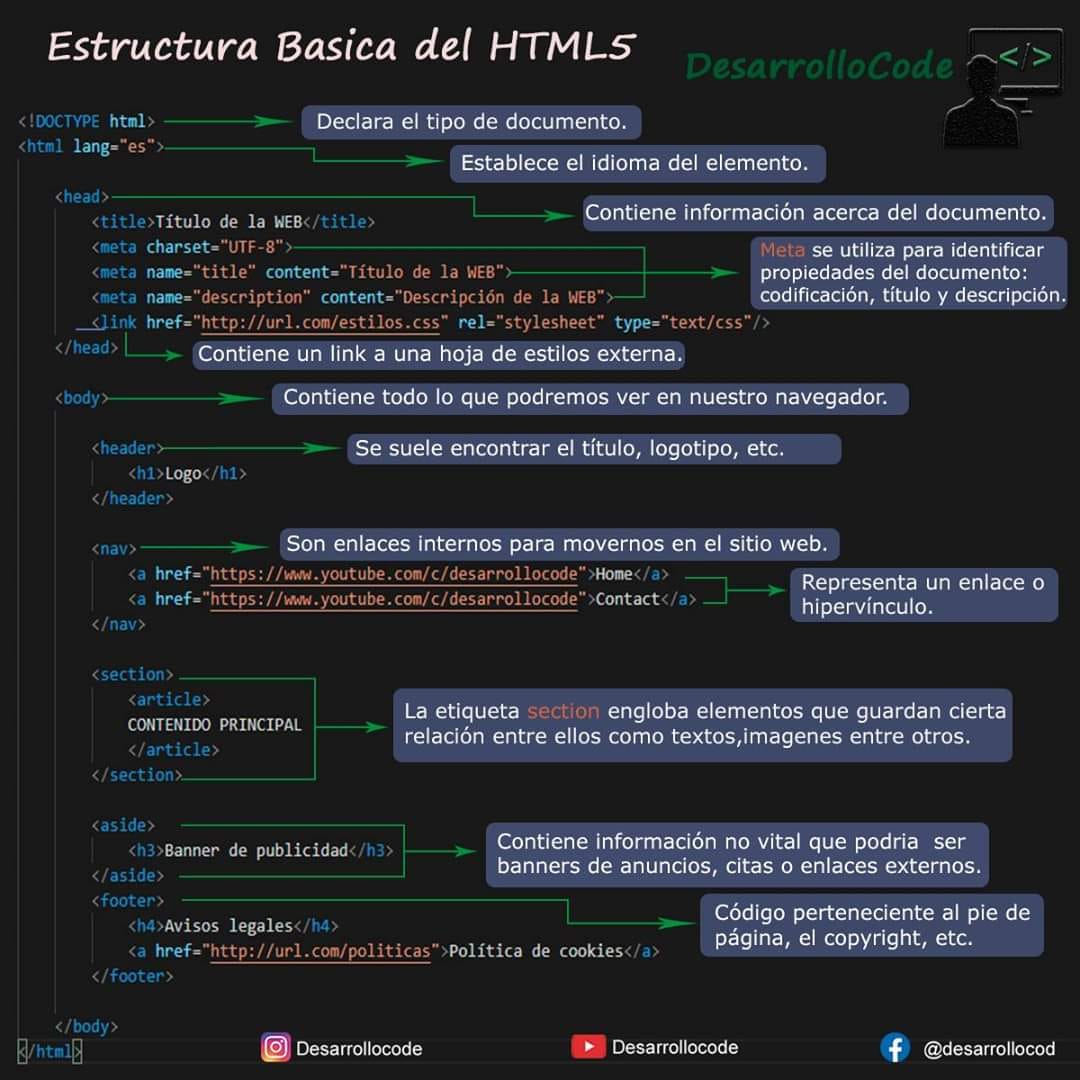 Estructura Basica del HTML5
DesarrolloCode
</>
<!DOCTYPE html>
Declara el tipo de documento.
<html lang="es">
Establece el idioma del elemento.
<head>
Contiene información acerca del documento.
<title>Título de la WEB</title>
<meta charset="UTF-8">
<meta name="title" content="Título de la WEB">
<meta name="description" content="Descripción de la WEB">
Meta se utiliza para identificar
propiedades del documento:
codificación, título y descripción.
<link href="http://url.com/estilos.css" rel="stylesheet" type="text/css"/>
</head>
Contiene un link a una hoja de estilos externa.
<body>
Contiene todo lo que podremos ver en nuestro navegador.
<header>
Se suele encontrar el título, logotipo, etc.
<h1>Logo</h1>
</header>
<nav>
Son enlaces internos para movernos en el sitio web.
<a href="https://www.youtube.com/c/desarrollocode">Home</a>
<a href="https://www.youtube.com/c/desarrollocode">Contact</a>
Representa un enlace o
hipervínculo.
</nav>
<section>
<article>
CONTENIDO PRINCIPAL
</article>
</section>
La etiqueta section engloba elementos que guardan cierta
relación entre ellos como textos,imagenes entre otros.
<aside>
<h3>Banner de publicidad</h3>
</aside>
Contiene información no vital que podria  ser
banners de anuncios, citas o enlaces externos.
<footer>
<h4>Avisos legales</h4>
<a href="http://url.com/politicas">Política de cookies</a>
</footer>
Código perteneciente al pie de
página, el copyright, etc.
</body>
</html>
Desarrollocode
Desarrollocode
@desarrollocod